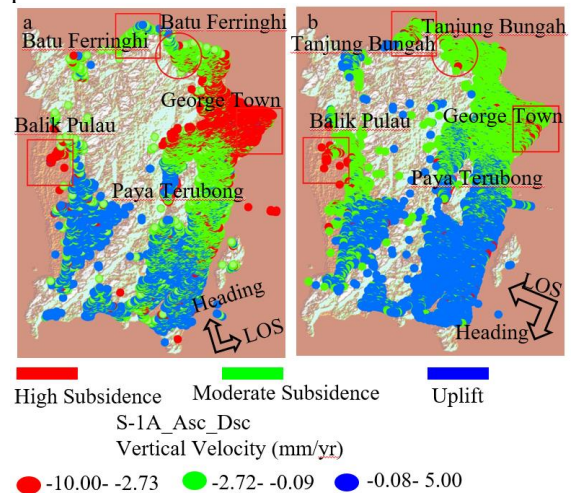 a
Batu Ferringhi
Batu Ferringhi
George Town
Balik Pulau
Paya Terubong
Heading
LOS
b
Tanjung Bungah
Tanjung Bungah
George Town
Balik Pulau
Paya Terubong
LOS
Heading
High Subsidence
Moderate Subsidence
Uplift
S-1A_Asc_Dsc
Vertical Velocity (mm/yr)
-10.00- -2.73
-2.72- -0.09
-0.08- 5.00